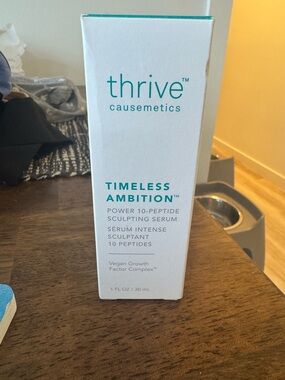 thrive™
causemetics
TIMELESS
AMBITION™
POWER 10-PEPTIDE
SCULPTING SERUM
SÉRUM INTENSE
SCULPTANT
10 PEPTIDES
Vegan Growth
Factor Complex™
1 FL OZ / 30 mL